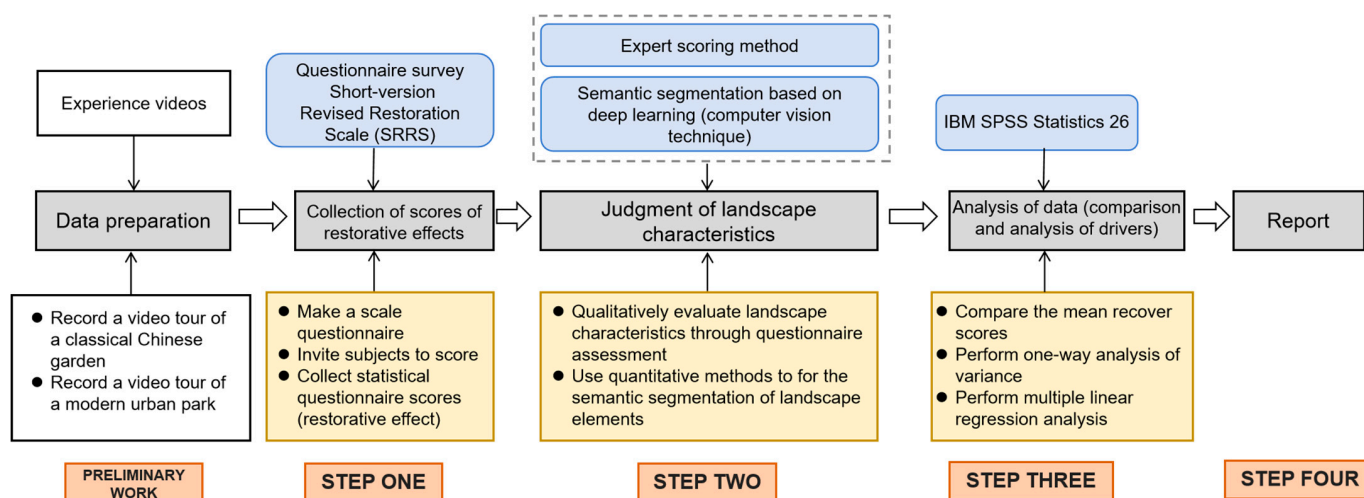 Experience videos
Questionnaire survey
Short-version
Revised Restoration
Scale (SRRS)
Expert scoring method
Semantic segmentation based on
deep learning (computer vision
technique)
IBM SPSS Statistics 26
Data preparation
Collection of scores of
restorative effects
Judgment of landscape
characteristics
Analysis of data (comparison
and analysis of drivers)
Report
● Record a video tour of
a classical Chinese
garden
● Record a video tour of
a modern urban park
● Make a scale
questionnaire
● Invite subjects to score
● Collect statistical
questionnaire scores
(restorative effect)
● Qualitatively evaluate landscape
characteristics through questionnaire
assessment
● Use quantitative methods to for the
semantic segmentation of landscape
elements
● Compare the mean recover
scores
● Perform one-way analysis of
variance
● Perform multiple linear
regression analysis
PRELIMINARY
WORK
STEP ONE
STEP TWO
STEP THREE
STEP FOUR